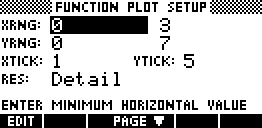 FUNCTION PLOT SETUP
XRNG: 0 3
YRNG: 0 7
XTICK: 1 YTICK: 5
RES: Detail
ENTER MINIMUM HORIZONTAL VALUE
EDIT PAGE ▼